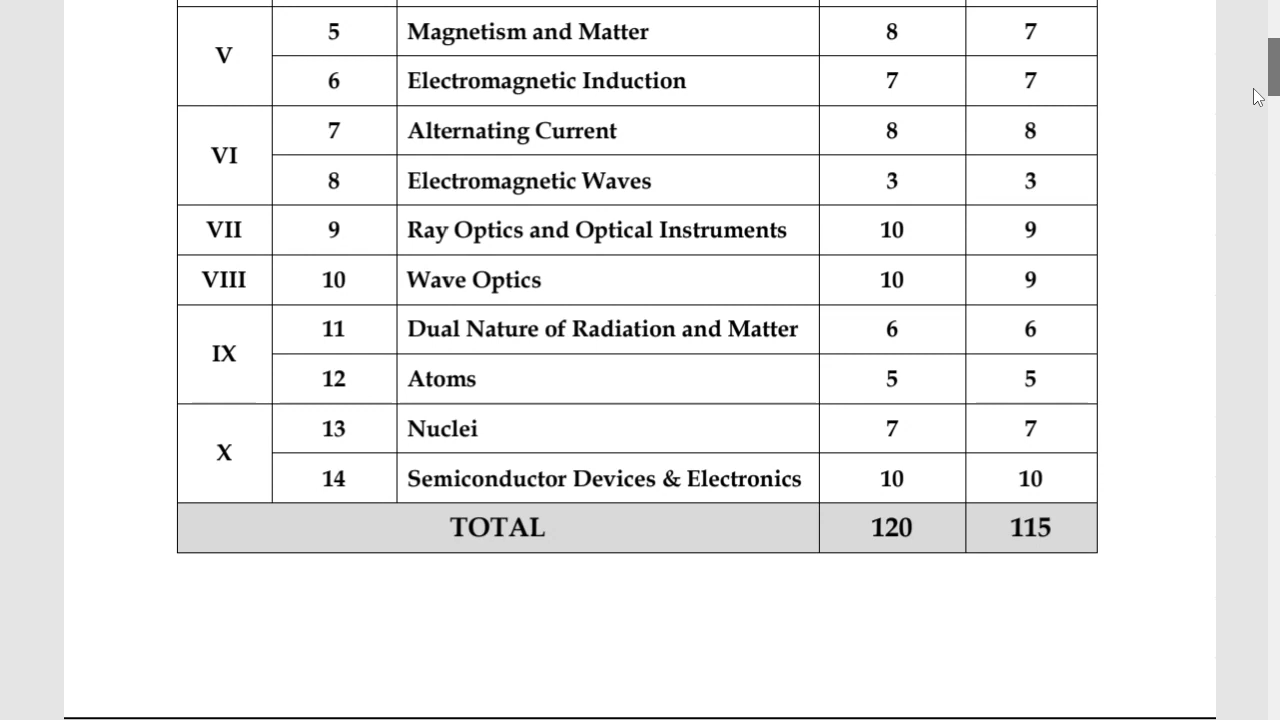 V 5 Magnetism and Matter 8 7
6 Electromagnetic Induction 7 7
VI 7 Alternating Current 8 8
8 Electromagnetic Waves 3 3
VII 9 Ray Optics and Optical Instruments 10 9
VIII 10 Wave Optics 10 9
IX 11 Dual Nature of Radiation and Matter 6 6
12 Atoms 5 5
X 13 Nuclei 7 7
14 Semiconductor Devices & Electronics 10 10
TOTAL 120 115